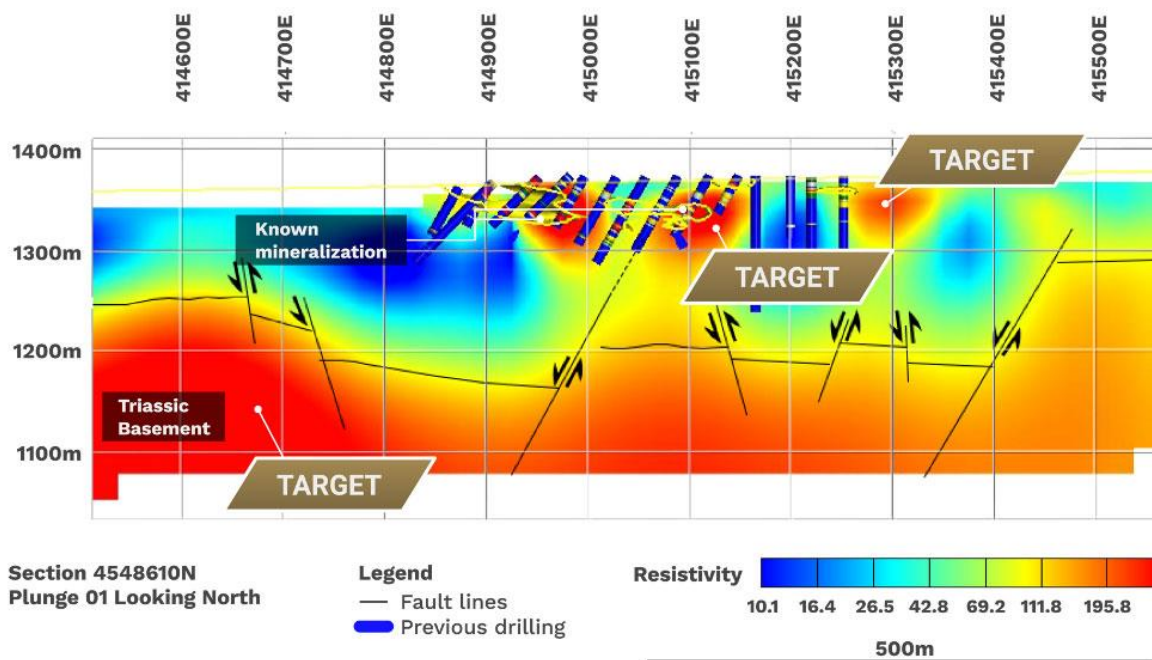 414600E
414700E
414800E
414900E
415000E
415100E
415200E
415300E
415400E
415500E
1400m
1300m
1200m
1100m
TARGET
Known
mineralization
TARGET
Triassic
Basement
TARGET
Section 4548610N
Plunge 01 Looking North
Legend
Fault lines
Previous drilling
Resistivity
10.1 16.4 26.5 42.8 69.2 111.8 195.8
500m